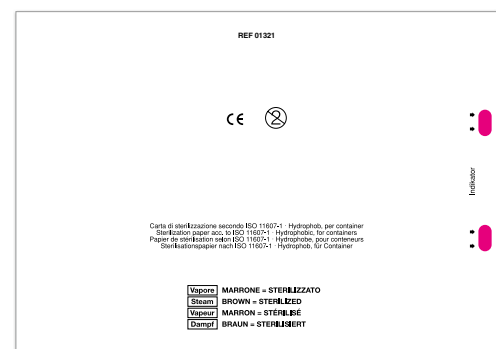 REF 01321
CE 2
Indikator
Carta di sterilizzazione secondo ISO 11607-1 · Hydrophob, per container
Sterilization paper acc. to ISO 11607-1 · Hydrophobic, for containers
Papier de stérilisation selon ISO 11607-1 · Hydrophobe, pour conteneurs
Sterilisationspapier nach ISO 11607-1 · Hydrophob, für Container
Vapore MARRONE = STERILIZZATO
Steam BROWN = STERILIZED
Vapeur MARRON = STÉRILISÉ
Dampf BRAUN = STERILISIERT